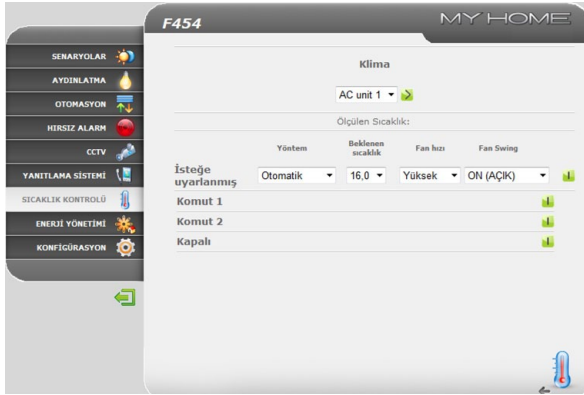 F454
MY HOME
SENARYOLAR
AYDINLATMA
OTOMASYON
HIRSIZ ALARM
CCTV
YANITLAMA SİSTEMİ
SICAKLIK KONTROLÜ
ENERJİ YÖNETİMİ
KONFİGÜRASYON
Klima
AC unit 1
Ölçülen Sıcaklık:
Yöntem
Beklenen
sıcaklık
Fan hızı
Fan Swing
İsteğe
uyarlanmış
Otomatik
16,0
Yüksek
ON (AÇIK)
Komut 1
Komut 2
Kapalı